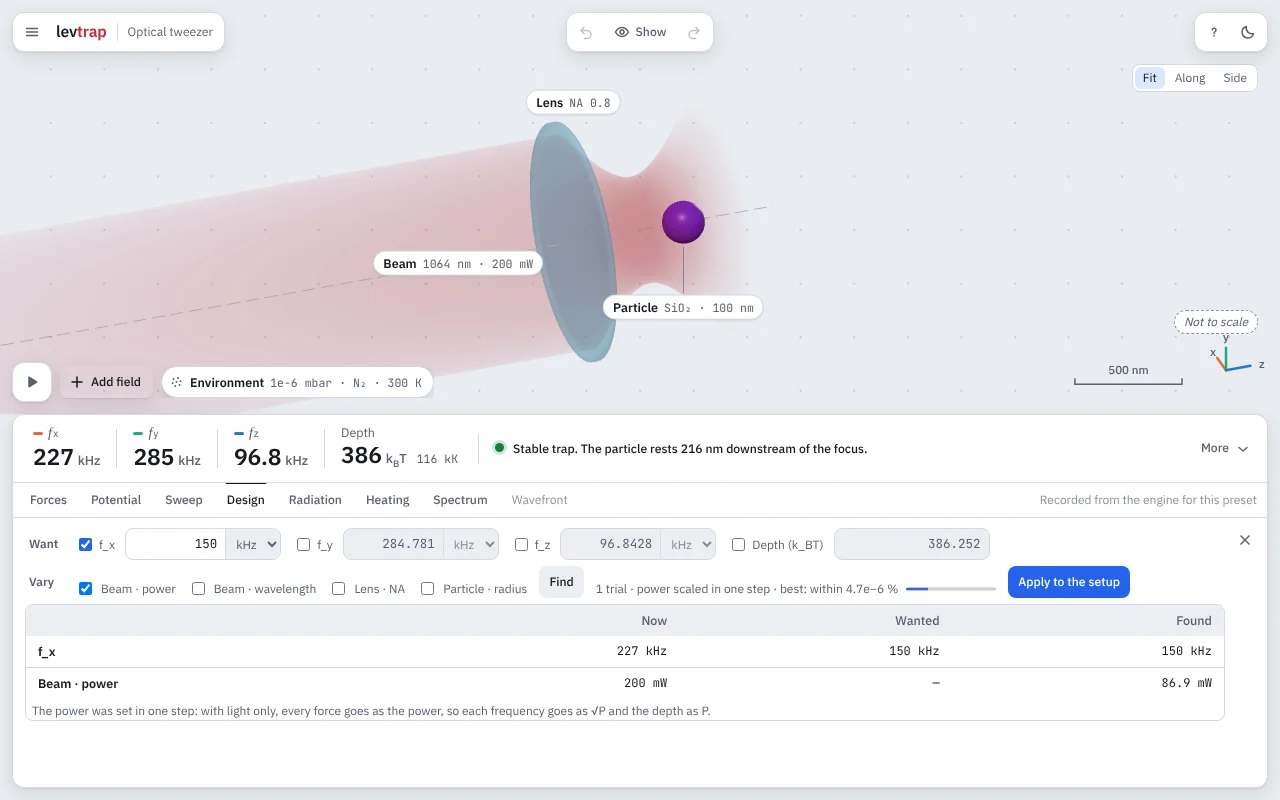 levtrap Optical tweezer Show ?
Fit Along Side
Lens NA 0.8
Beam 1064 nm · 200 mW
Particle SiO₂ · 100 nm
Not to scale
y
x
z
500 nm
Add field Environment 1e-6 mbar · N₂ · 300 K
fx fy fz Depth
227 kHz 285 kHz 96.8 kHz 386 k_BT 116 kK
Stable trap. The particle rests 216 nm downstream of the focus.
More
Forces Potential Sweep Design Radiation Heating Spectrum Wavefront Recorded from the engine for this preset
Want f_x 150 kHz f_y 284.781 kHz f_z 96.8428 kHz Depth (k_BT) 386.252
Vary Beam · power Beam · wavelength Lens · NA Particle · radius Find 1 trial · power scaled in one step · best: within 4.7e−6 % Apply to the setup
Now Wanted Found
f_x 227 kHz 150 kHz 150 kHz
Beam · power 200 mW — 86.9 mW
The power was set in one step: with light only, every force goes as the power, so each frequency goes as √P and the depth as P.